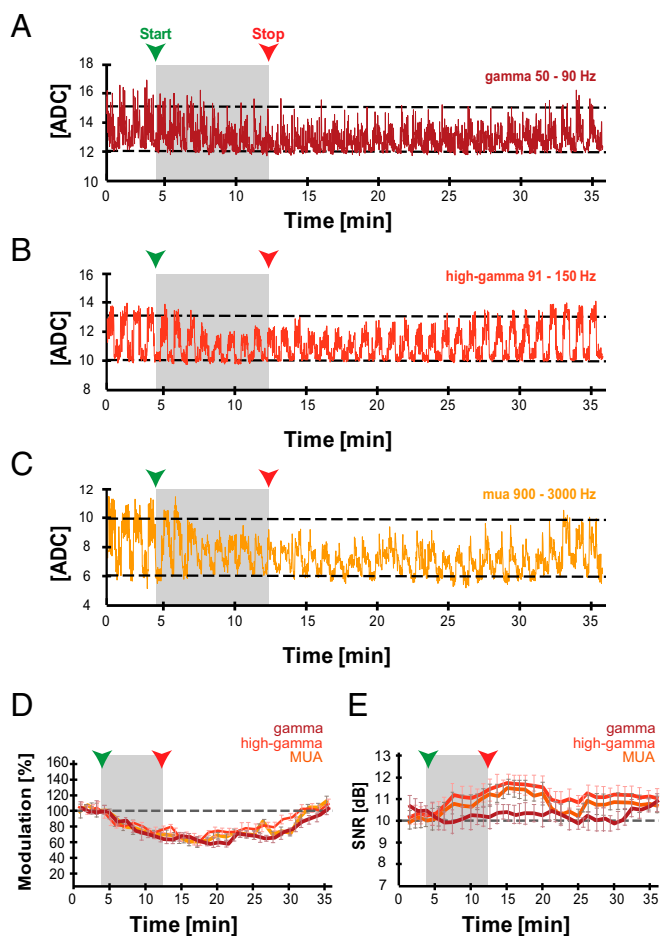 A
Start
Stop
gamma 50 - 90 Hz
[ADC]
18
16
14
12
10
0 5 10 15 20 25 30 35
Time [min]
B
high-gamma 91 - 150 Hz
[ADC]
16
14
12
10
8
0 5 10 15 20 25 30 35
Time [min]
C
mua 900 - 3000 Hz
[ADC]
12
10
8
6
4
0 5 10 15 20 25 30 35
Time [min]
D
gamma
high-gamma
MUA
Modulation [%]
160
140
120
100
80
60
40
20
0 5 10 15 20 25 30 35
Time [min]
E
gamma
high-gamma
MUA
SNR [dB]
13
12
11
10
9
8
7
0 5 10 15 20 25 30 35
Time [min]